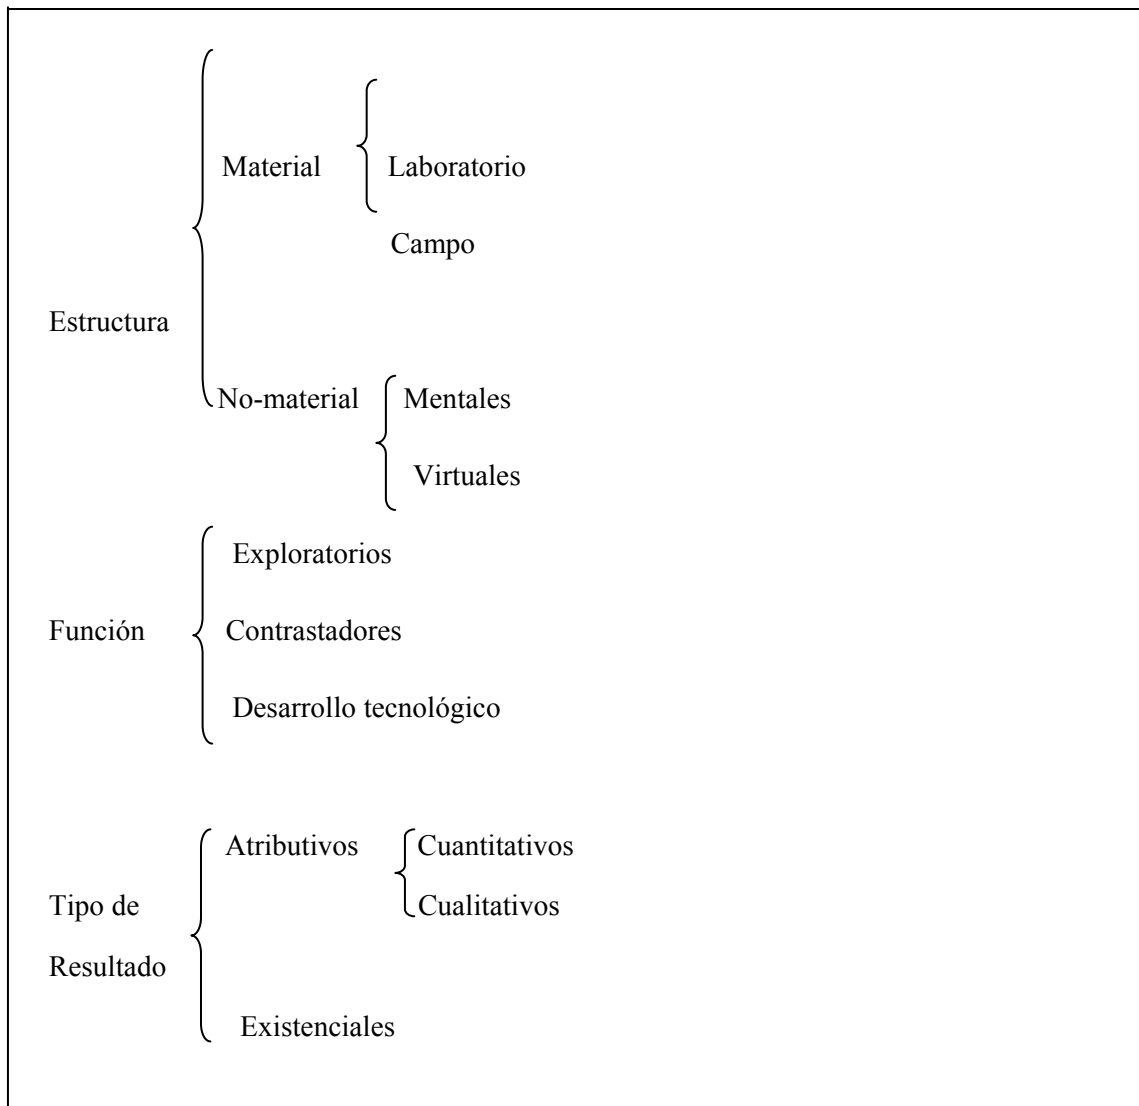 Material
Laboratorio
Campo
Estructura
No-material
Mentales
Virtuales
Exploratorios
Función
Contrastadores
Desarrollo tecnológico
Atributivos
Cuantitativos
Tipo de
Cualitativos
Resultado
Existenciales